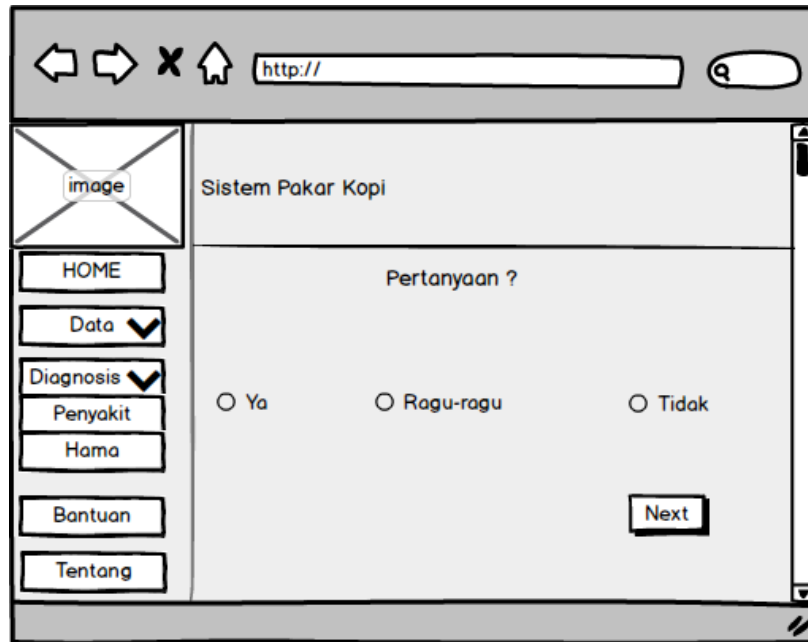 http://
image
Sistem Pakar Kopi
HOME
Data
Diagnosis
Penyakit
Hama
Bantuan
Tentang
Pertanyaan ?
Ya
Ragu-ragu
Tidak
Next